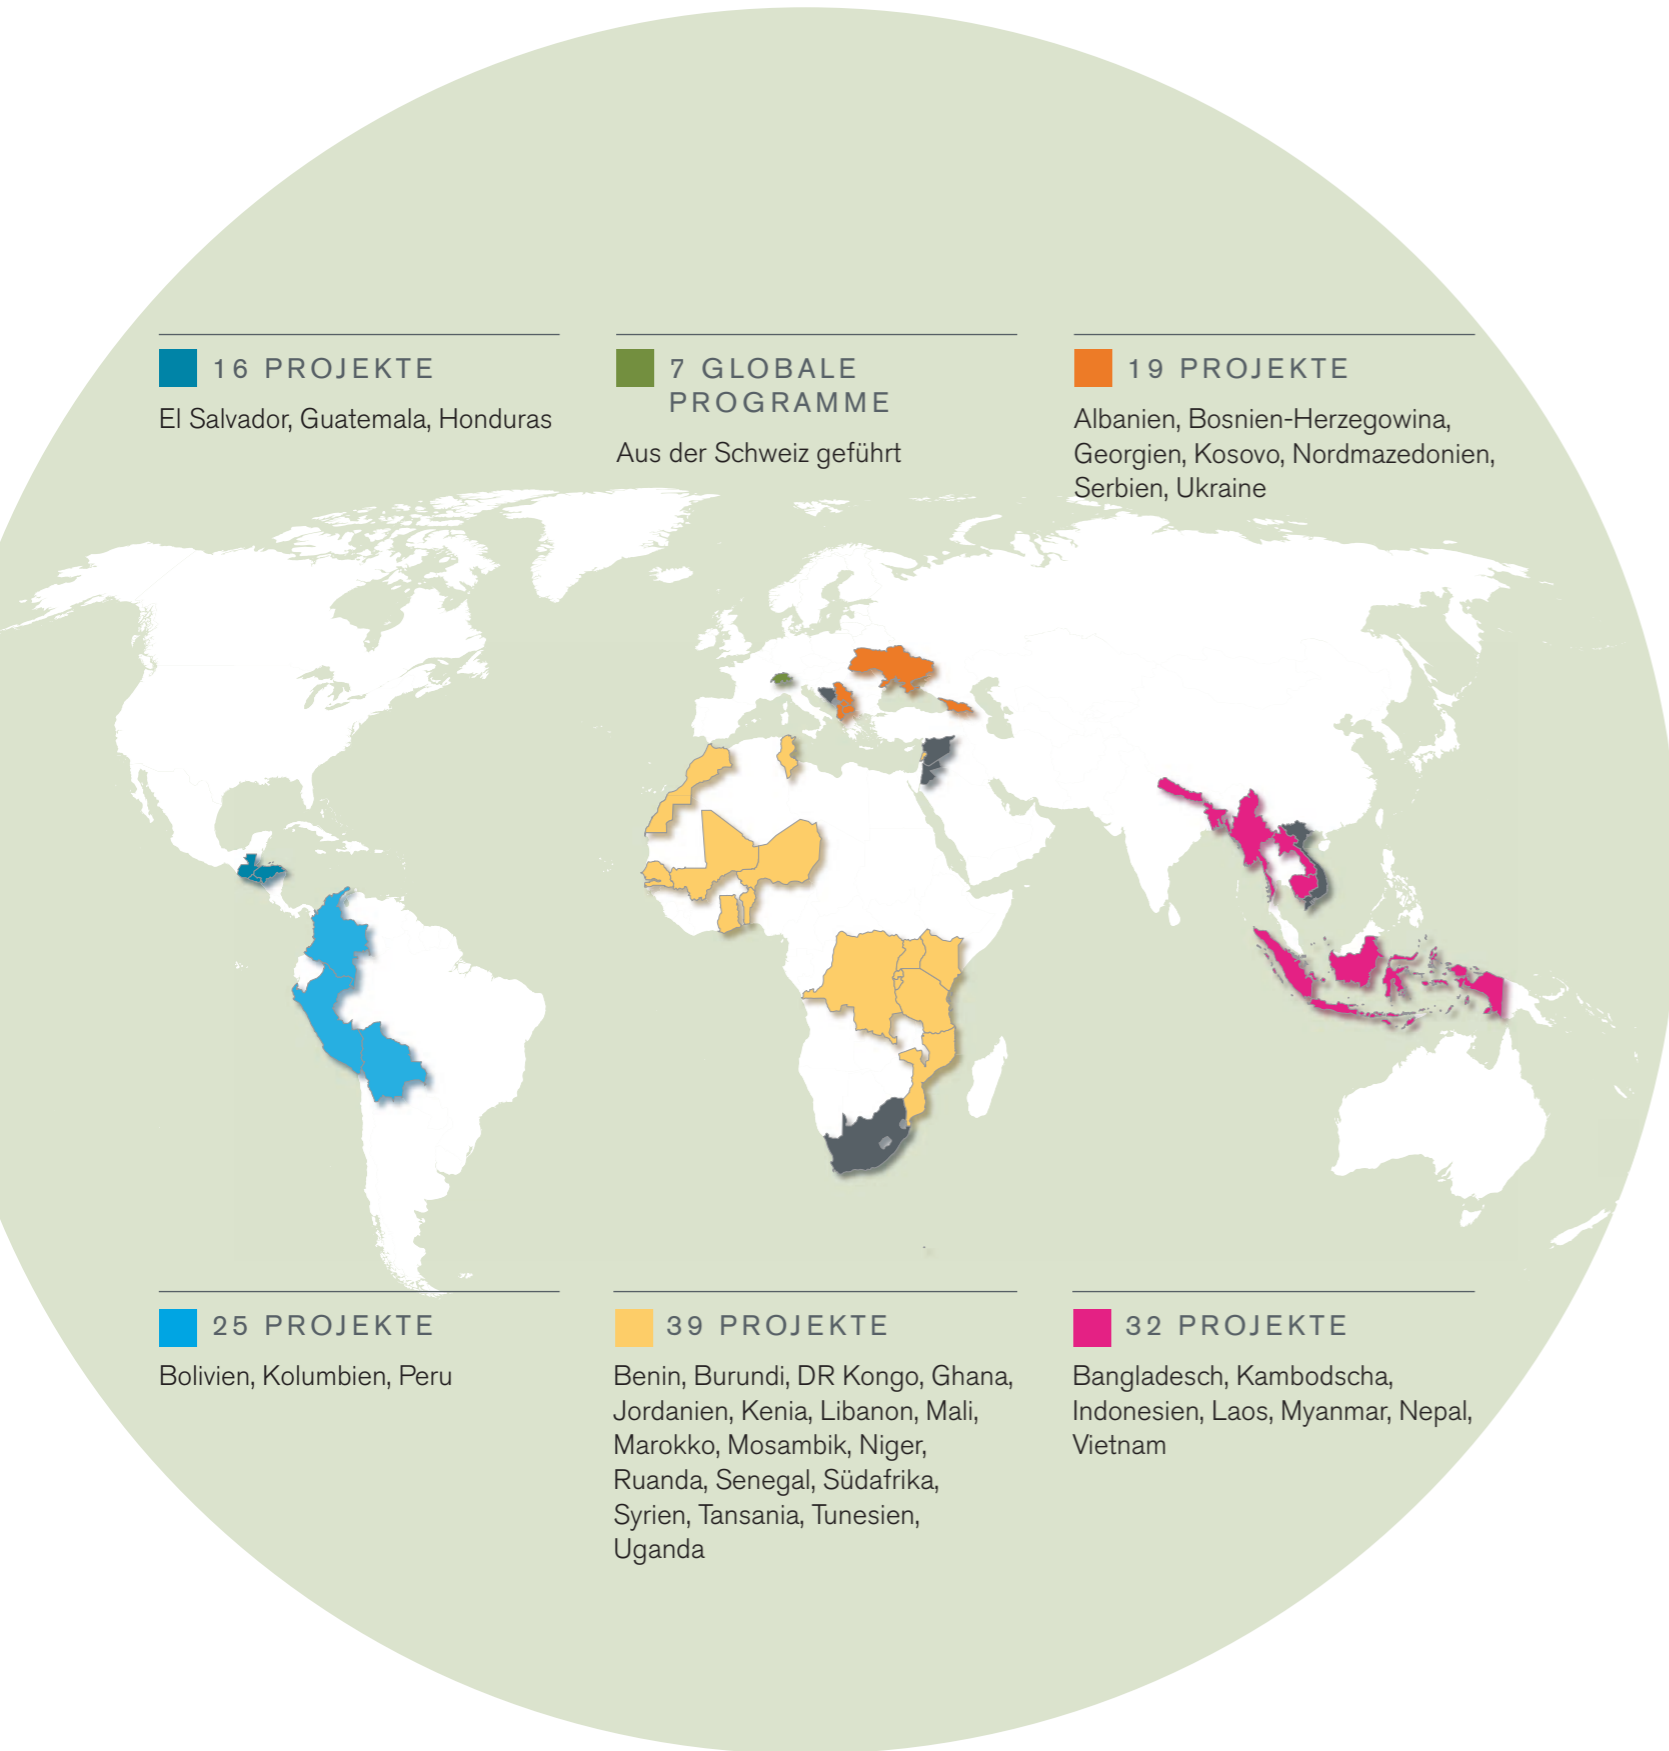 16 PROJEKTE
El Salvador, Guatemala, Honduras
7 GLOBALE
PROGRAMME
Aus der Schweiz geführt
19 PROJEKTE
Albanien, Bosnien-Herzegowina,
Georgien, Kosovo, Nordmazedonien,
Serbien, Ukraine
25 PROJEKTE
Bolivien, Kolumbien, Peru
39 PROJEKTE
Benin, Burundi, DR Kongo, Ghana,
Jordanien, Kenia, Libanon, Mali,
Marokko, Mosambik, Niger,
Ruanda, Senegal, Südafrika,
Syrien, Tansania, Tunesien,
Uganda
32 PROJEKTE
Bangladesch, Kambodscha,
Indonesien, Laos, Myanmar, Nepal,
Vietnam